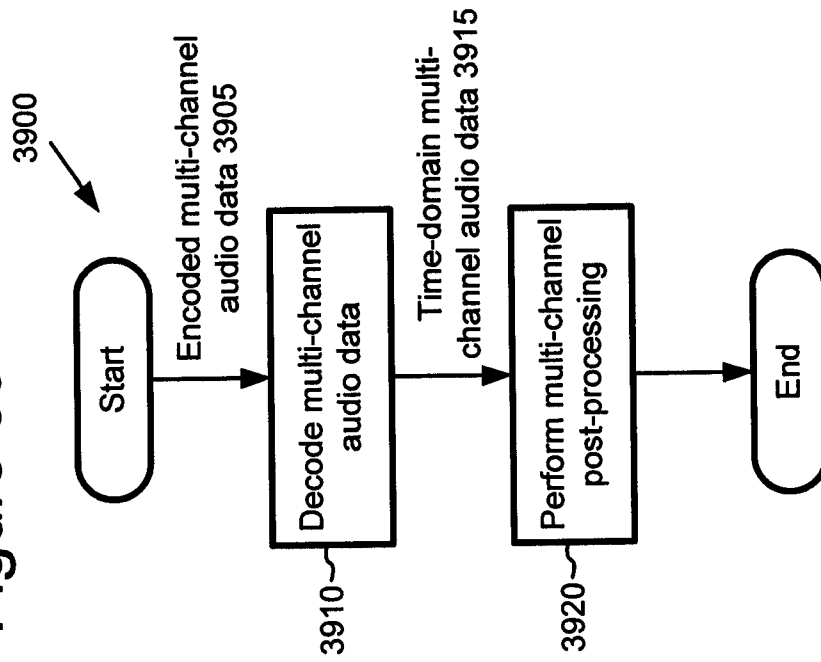 3900
Start
Encoded multi-channel
audio data 3905
Decode multi-channel
audio data
3910
Time-domain multi-
channel audio data 3915
Perform multi-channel
post-processing
3920
End